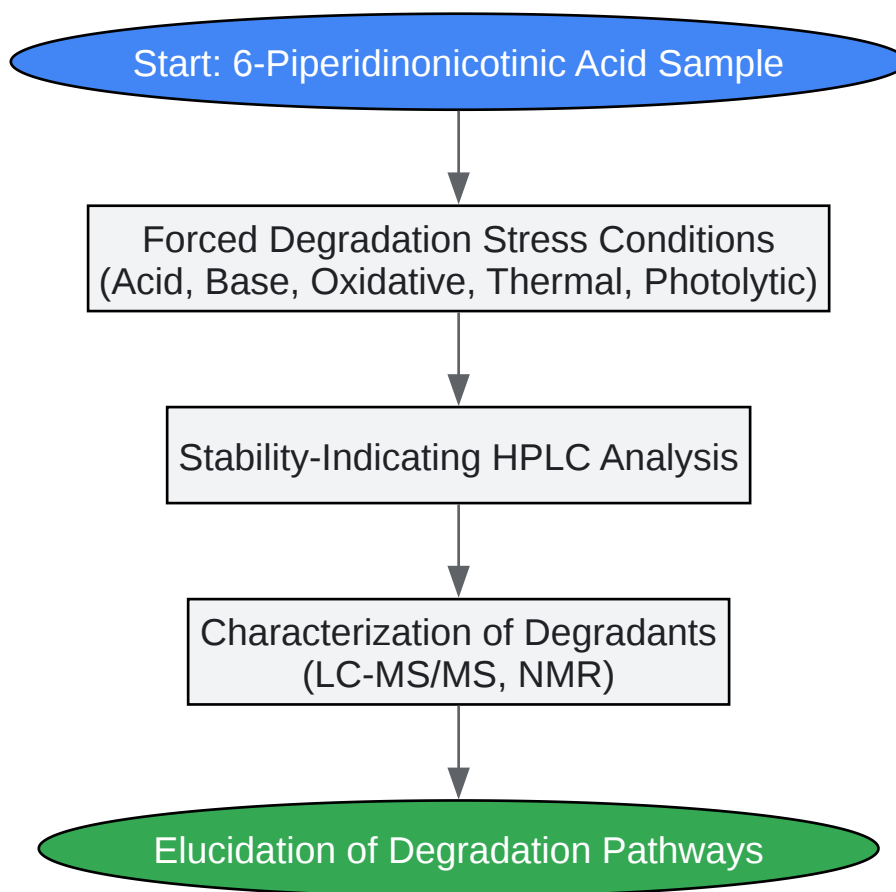 Start: 6-Piperidinonicotinic Acid Sample
Forced Degradation Stress Conditions
(Acid, Base, Oxidative, Thermal, Photolytic)
Stability-Indicating HPLC Analysis
Characterization of Degradants
(LC-MS/MS, NMR)
Elucidation of Degradation Pathways